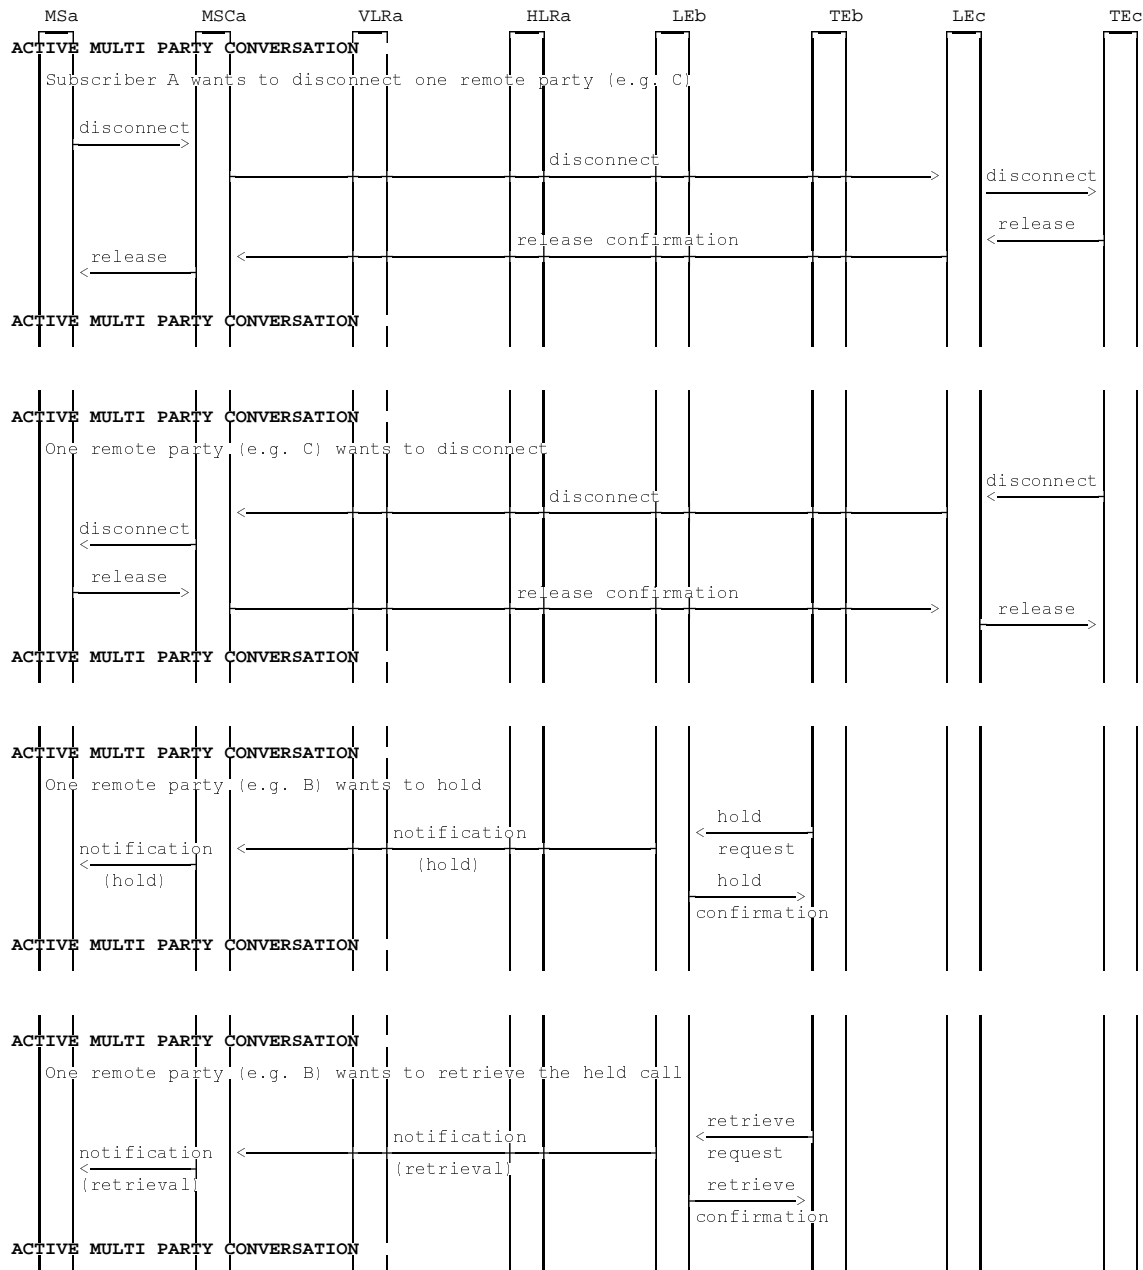 MSa MSCa VLRa HLRa LEb TEb LEc TEc
ACTIVE MULTI PARTY CONVERSATION
Subscriber A wants to disconnect one remote party (e.g. C)
disconnect
disconnect
disconnect
release
release confirmation
release
ACTIVE MULTI PARTY CONVERSATION
ACTIVE MULTI PARTY CONVERSATION
One remote party (e.g. C) wants to disconnect
disconnect
disconnect
disconnect
release
release confirmation
release
ACTIVE MULTI PARTY CONVERSATION
ACTIVE MULTI PARTY CONVERSATION
One remote party (e.g. B) wants to hold
hold
notification
notification request
(hold)
(hold) hold
confirmation
ACTIVE MULTI PARTY CONVERSATION
ACTIVE MULTI PARTY CONVERSATION
One remote party (e.g. B) wants to retrieve the held call
retrieve
notification
notification request
(retrieval)
(retrieval) retrieve
confirmation
ACTIVE MULTI PARTY CONVERSATION